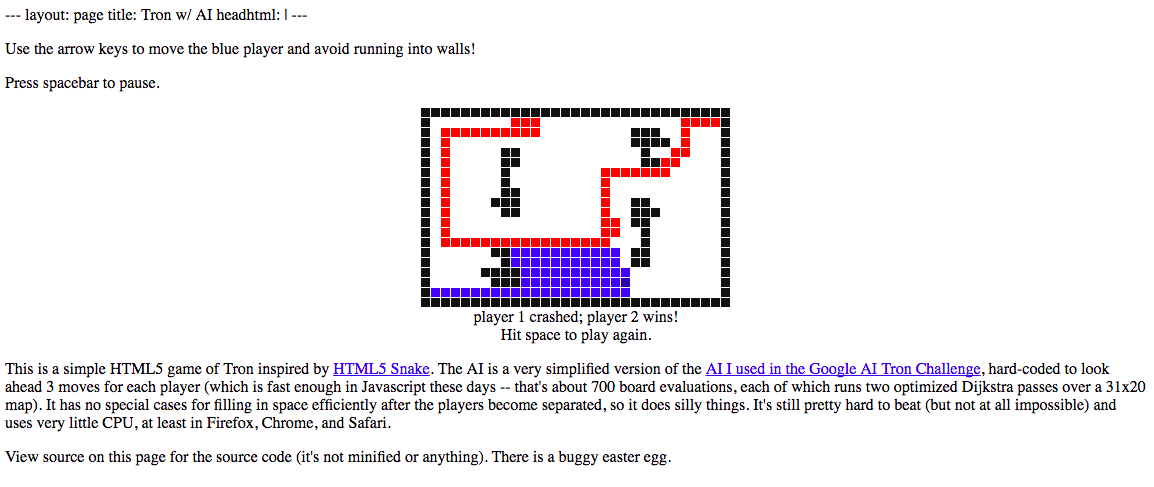 --- layout: page title: Tron w/ AI headhtml: | ---
Use the arrow keys to move the blue player and avoid running into walls!
Press spacebar to pause.
player 1 crashed; player 2 wins!
Hit space to play again.
This is a simple HTML5 game of Tron inspired by HTML5 Snake. The AI is a very simplified version of the AI I used in the Google AI Tron Challenge, hard-coded to look
ahead 3 moves for each player (which is fast enough in Javascript these days -- that's about 700 board evaluations, each of which runs two optimized Dijkstra passes over a 31x20
map). It has no special cases for filling in space efficiently after the players become separated, so it does silly things. It's still pretty hard to beat (but not at all impossible) and
uses very little CPU, at least in Firefox, Chrome, and Safari.
View source on this page for the source code (it's not minified or anything). There is a buggy easter egg.